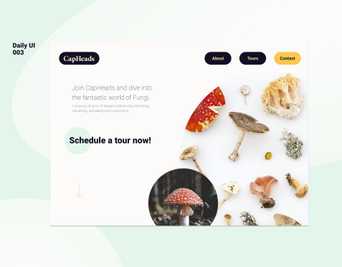 Daily UI
003
CapHeads
About
Tours
Contact
Join CapHeads and dive into
the fantastic world of Fungi.
Schedule a tour now!